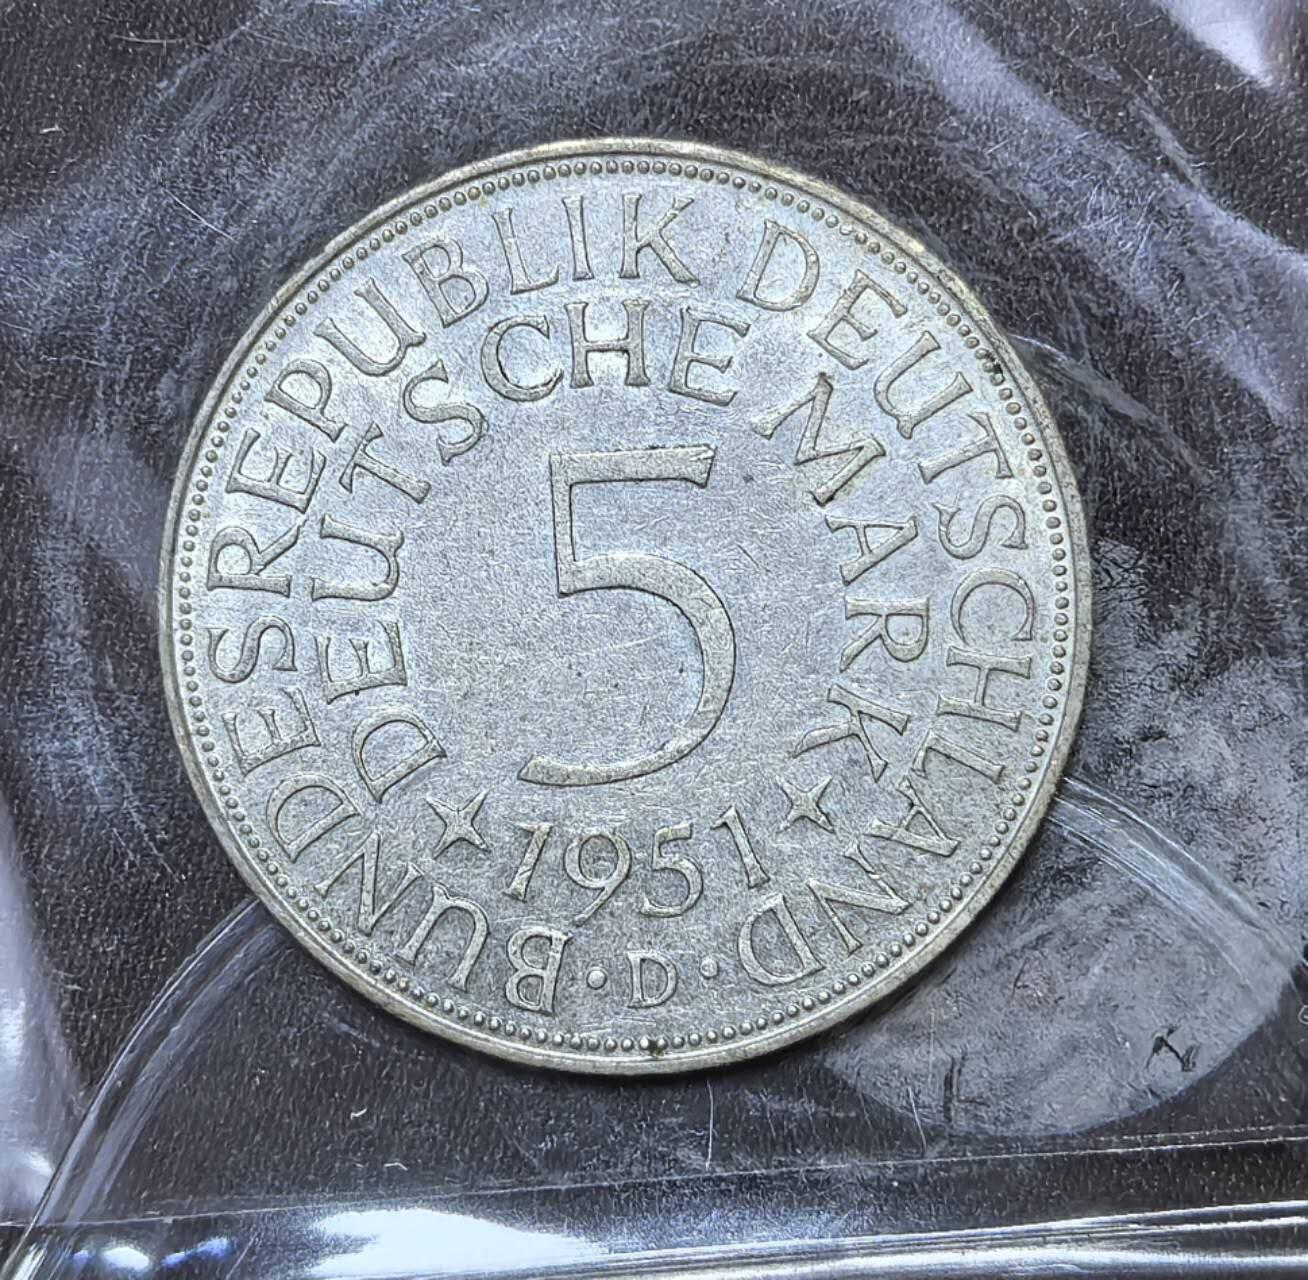 BUNDESREPUBLIK DEUTSCHLAND
DEUTSCHE MARK
5
1951
· D ·